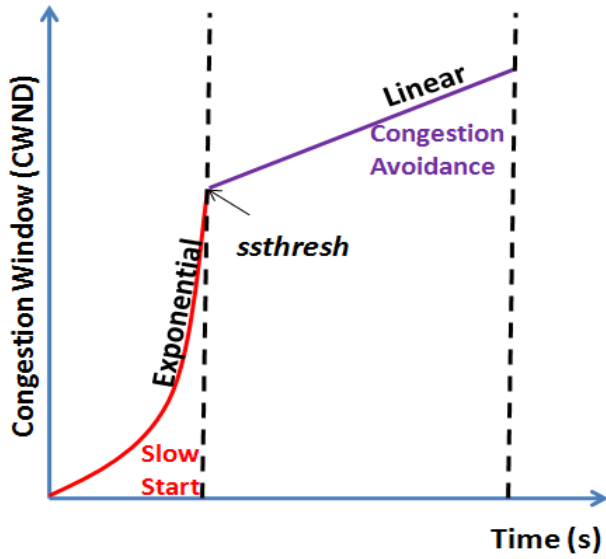 Congestion Window (CWND)
Linear
Congestion
Avoidance
ssthresh
Exponential
Slow
Start
Time (s)